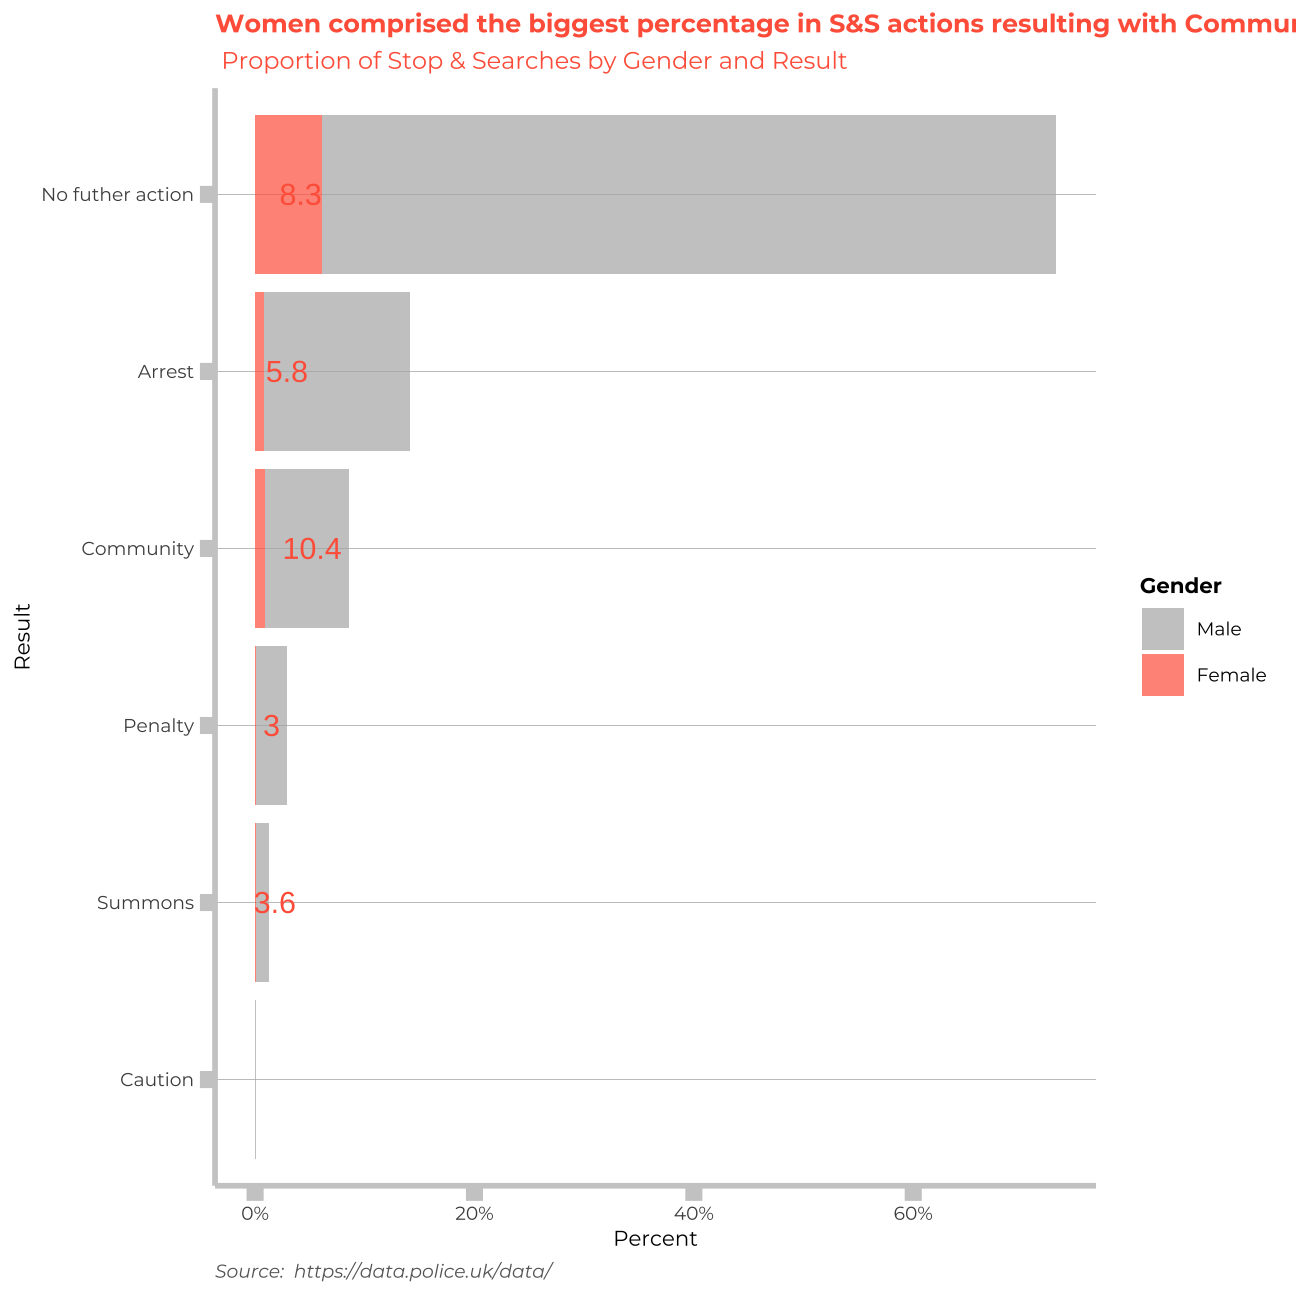 Women comprised the biggest percentage in S&S actions resulting with
Proportion of Stop & Searches by Gender and Result
No futher action
8.3
Arrest
5.8
Community
10.4
Penalty
3
Summons
3.6
Caution
Result
Gender
Male
Female
0% 20% 40% 60%
Percent
Source: https://data.police.uk/data/